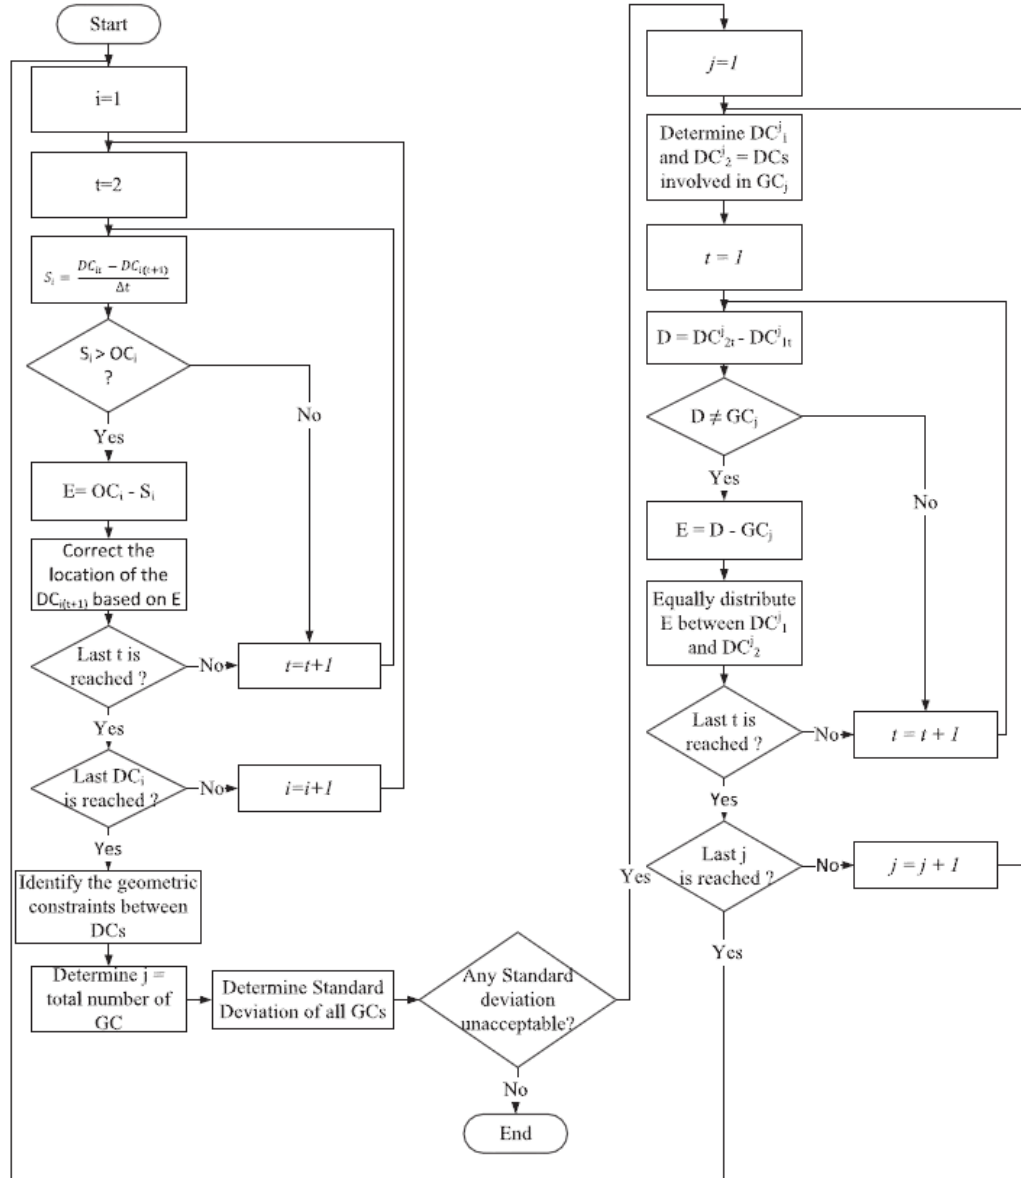 Start
i=1
t=2
S_i = (DC_it − DC_i(t+1)) / Δt
S_i > OC_i
?
No
Yes
E= OC_i - S_i
Correct the
location of the
DC_i(t+1) based on E
Last t is
reached ?
No
t=t+1
Yes
Last DC_i
is reached ?
No
i=i+1
Yes
Identify the geometric
constraints between
DCs
Determine j =
total number of
GC
Determine Standard
Deviation of all GCs
Any Standard
deviation
unacceptable?
Yes
No
End
j=1
Determine DC^j_1
and DC^j_2 = DCs
involved in GC_j
t = 1
D = DC^j_2t - DC^j_1t
D ≠ GC_j
No
Yes
E = D - GC_j
Equally distribute
E between DC^j_1
and DC^j_2
Last t is
reached ?
No
t = t + 1
Yes
Last j
is reached ?
No
j = j + 1
Yes